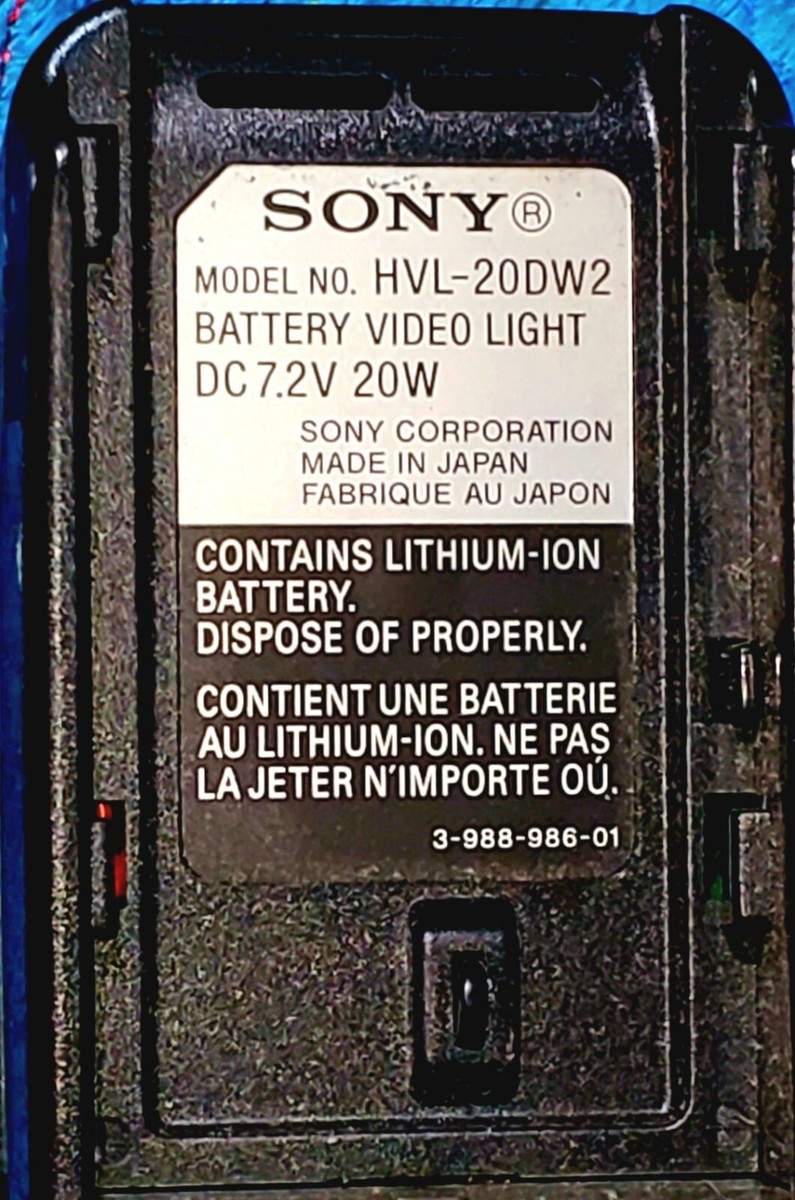 SONY®
MODEL NO. HVL-20DW2
BATTERY VIDEO LIGHT
DC 7.2V 20W
SONY CORPORATION
MADE IN JAPAN
FABRIQUE AU JAPON
CONTAINS LITHIUM-ION
BATTERY.
DISPOSE OF PROPERLY.
CONTIENT UNE BATTERIE
AU LITHIUM-ION. NE PAS
LA JETER N'IMPORTE OÚ.
3-988-986-01